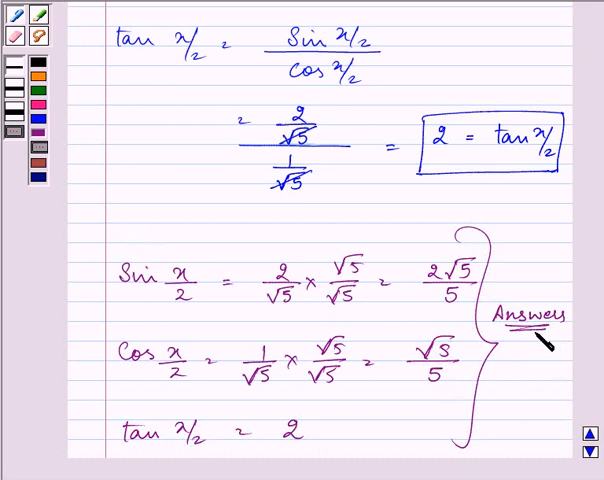 tan x/2 = Sin x/2 / cos x/2
= 2/√5 / 1/√5 = 2 = tan x/2
Sin x/2 = 2/√5 × √5/√5 = 2√5/5
Cos x/2 = 1/√5 × √5/√5 = √5/5
Answers
tan x/2 = 2